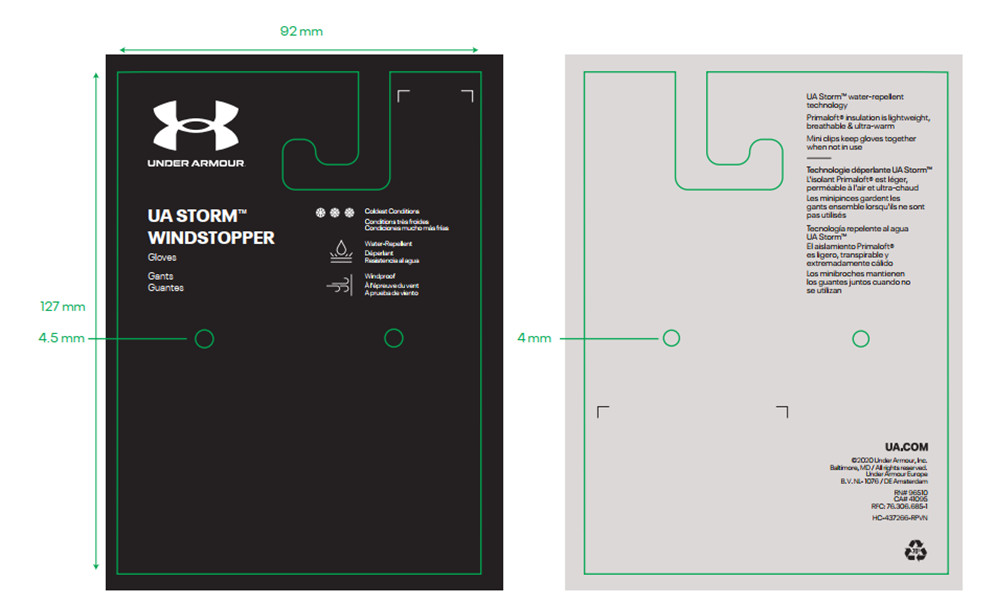 92 mm
UNDER ARMOUR
UA STORM™
WINDSTOPPER
Gloves
Gants
Guantes
Coldest Conditions
Conditions très froides
Condiciones mucho más frías
Water-Repellent
Déperlant
Resistencia al agua
Windproof
À l'épreuve du vent
A prueba de viento
127 mm
4.5 mm
4 mm
UA Storm™ water-repellent
technology
Primaloft® insulation is lightweight,
breathable & ultra-warm
Mini clips keep gloves together
when not in use
Technologie déperlante UA Storm™
L'isolant Primaloft® est léger,
perméable à l'air et ultra-chaud
Les minipinces gardent les
gants ensemble lorsqu'ils ne sont
pas utilisés
Tecnología repelente al agua
UA Storm™
El aislamiento Primaloft®
es ligero, transpirable y
extremadamente cálido
Los minibroches mantienen
los guantes juntos cuando no
se utilizan
UA.COM
©2020 Under Armour, Inc.
Baltimore, MD / All rights reserved.
Under Armour Europe
B.V. NL- 1076 / DE Amsterdam
RN# 96510
CA# 41095
RFC: 76.306.685-1
HC-437266-RPVN